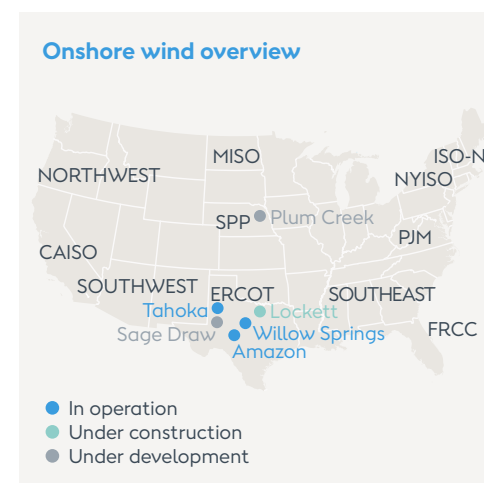 Onshore wind overview
MISO
ISO-N
NORTHWEST
NYISO
SPP
Plum Creek
PJM
CAISO
SOUTHWEST
ERCOT
SOUTHEAST
Tahoka
Lockett
Sage Draw
Willow Springs
FRCC
Amazon
In operation
Under construction
Under development